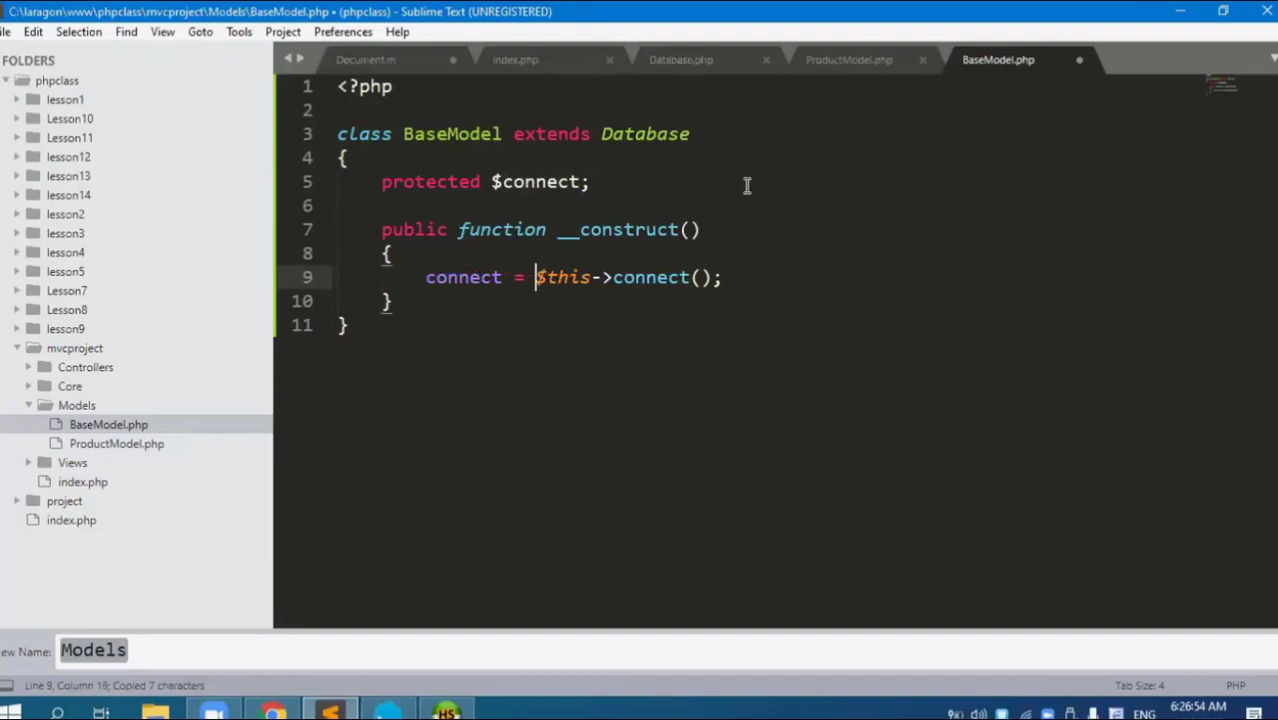 C:\laragon\www\phpclass\mvcproject\Models\BaseModel.php • (phpclass) - Sublime Text (UNREGISTERED)
ile Edit Selection Find View Goto Tools Project Preferences Help
FOLDERS
phpclass
lesson1
Lesson10
Lesson11
lesson12
lesson13
lesson14
lesson2
lesson3
lesson4
lesson5
Lesson7
Lesson8
lesson9
mvcproject
Controllers
Core
Models
BaseModel.php
ProductModel.php
Views
index.php
project
index.php
Document.m index.php Database.php ProductModel.php BaseModel.php
1 <?php
2
3 class BaseModel extends Database
4 {
5 protected $connect;
6
7 public function __construct()
8 {
9 connect = $this->connect();
10 }
11 }
ew Name: Models
Line 9, Column 15; Copied 7 characters Tab Size: 4 PHP
HS ENG 6:26:54 AM